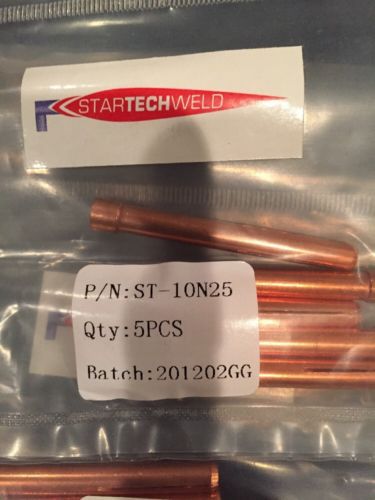 STARTECHWELD
P/N:ST-10N25
Qty:5PCS
Batch:201202GG